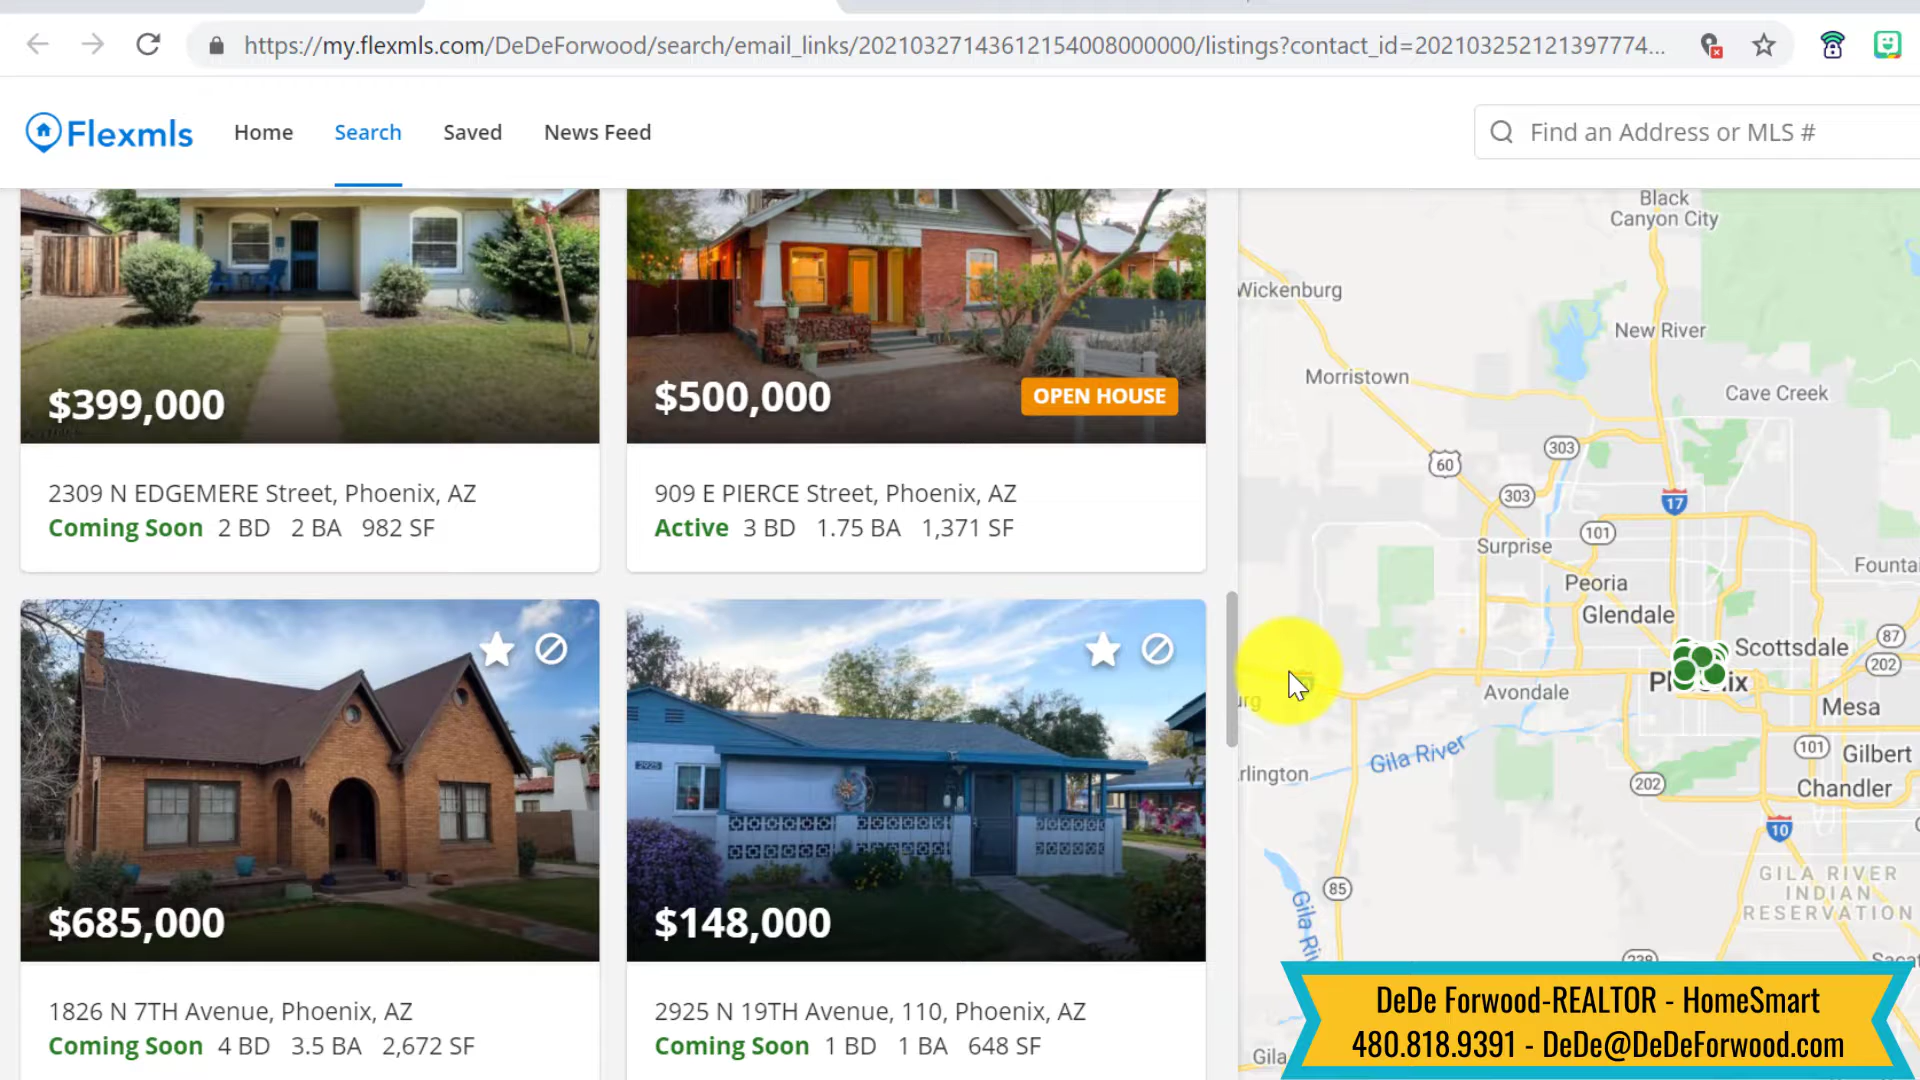 https://my.flexmls.com/DeDeForwood/search/email_links/20210327143612154008000000/listings?contact_id=202103252121397774...
Flexmls
Home
Search
Saved
News Feed
Find an Address or MLS #
$399,000
2309 N EDGEMERE Street, Phoenix, AZ
Coming Soon 2 BD 2 BA 982 SF
$500,000
OPEN HOUSE
909 E PIERCE Street, Phoenix, AZ
Active 3 BD 1.75 BA 1,371 SF
$685,000
1826 N 7TH Avenue, Phoenix, AZ
Coming Soon 4 BD 3.5 BA 2,672 SF
2925
$148,000
2925 N 19TH Avenue, 110, Phoenix, AZ
Coming Soon 1 BD 1 BA 648 SF
Black
Canyon City
Wickenburg
New River
Morristown
Cave Creek
303
60
303
17
101
Surprise
Fountai
Peoria
Glendale
87
Scottsdale
202
Avondale
Mesa
101
Gilbert
Gila River
202
Chandler
10
85
GILA RIVER
INDIAN
RESERVATION
238
DeDe Forwood-REALTOR - HomeSmart
480.818.9391 - DeDe@DeDeForwood.com